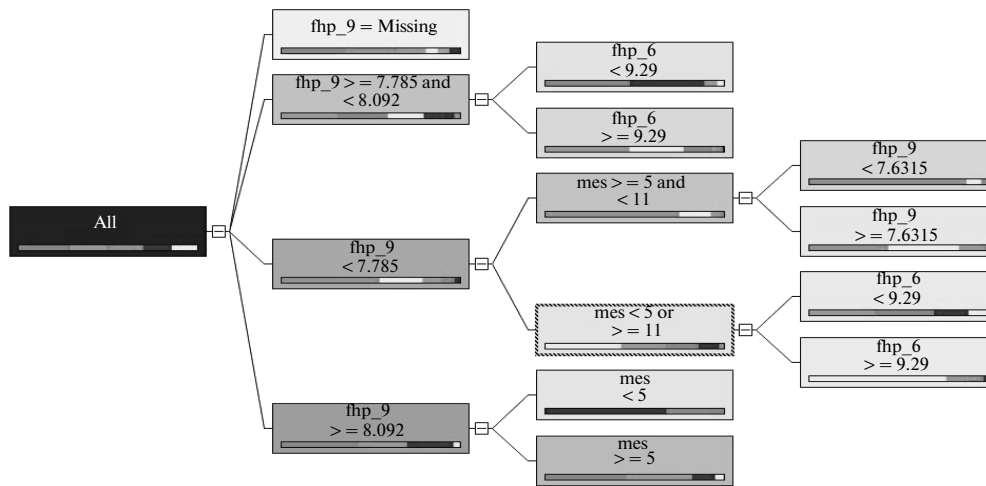 All
fhp_9 = Missing
fhp_9 >= 7.785 and
< 8.092
fhp_6
< 9.29
fhp_6
>= 9.29
fhp_9
< 7.785
mes >= 5 and
< 11
fhp_9
< 7.6315
fhp_9
>= 7.6315
mes < 5 or
>= 11
fhp_6
< 9.29
fhp_6
>= 9.29
fhp_9
>= 8.092
mes
< 5
mes
>= 5